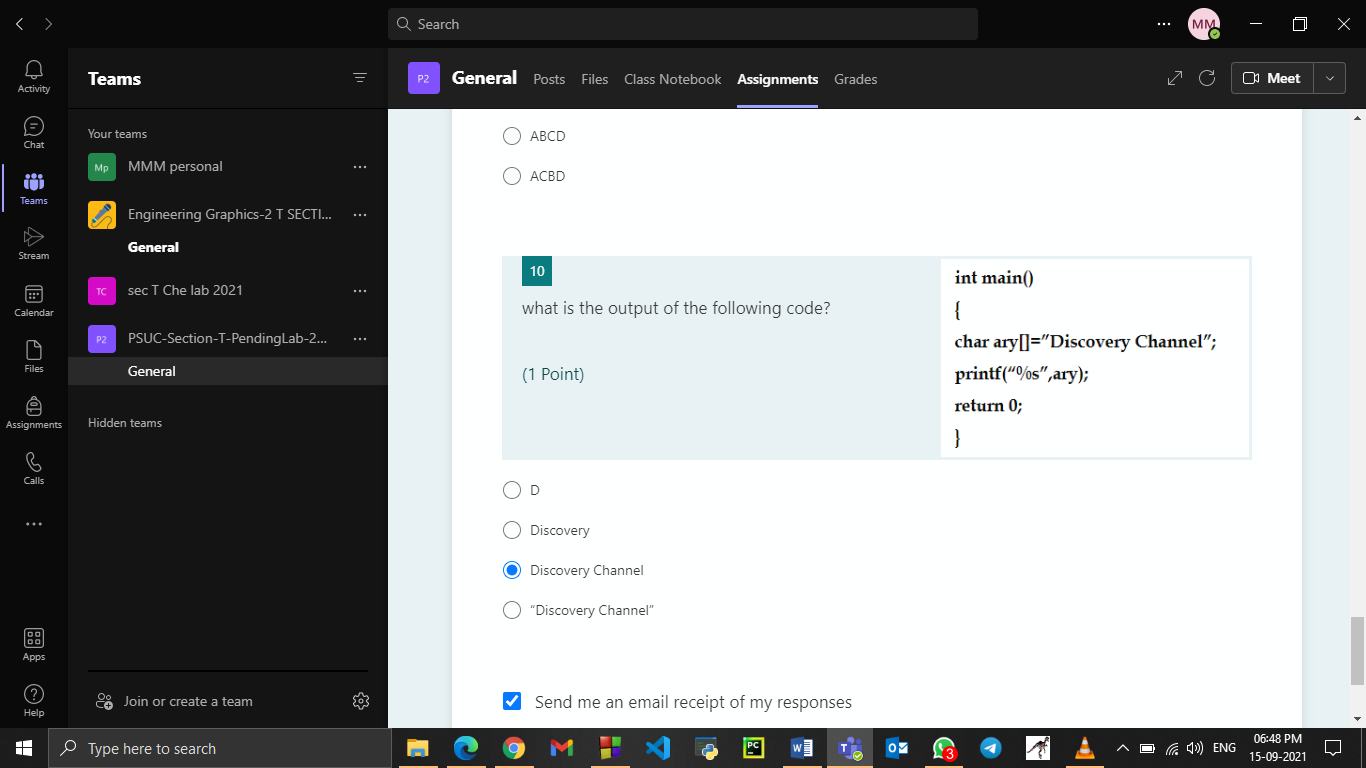 Search
MM
Activity
Chat
Teams
Stream
Calendar
Files
Assignments
Calls
Apps
Help
Teams
Your teams
Mp MMM personal
Engineering Graphics-2 T SECTI...
General
TC sec T Che lab 2021
P2 PSUC-Section-T-PendingLab-2...
General
Hidden teams
Join or create a team
P2 General Posts Files Class Notebook Assignments Grades Meet
ABCD
ACBD
10
what is the output of the following code?
(1 Point)
int main()
{
char ary[]=”Discovery Channel”;
printf(“%s”,ary);
return 0;
}
D
Discovery
Discovery Channel
“Discovery Channel”
Send me an email receipt of my responses
Type here to search
PC
3
ENG
06:48 PM
15-09-2021